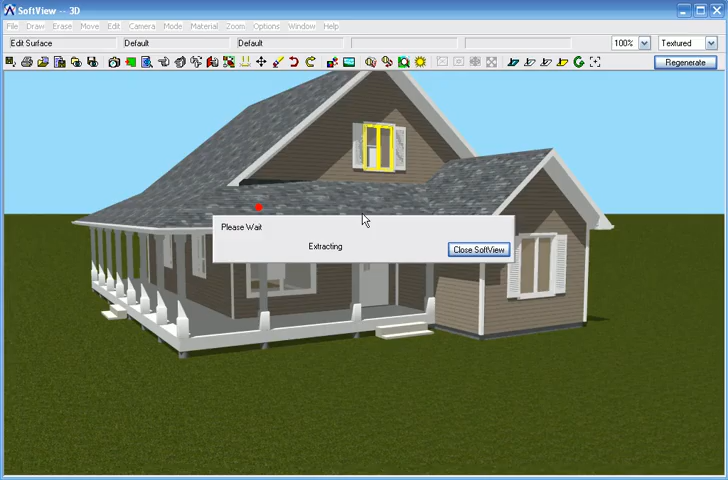 SoftView -- 3D
File Draw Erase Move Edit Camera Mode Material Zoom Options Window Help
Edit Surface Default Default 100% Textured
Regenerate
Please Wait
Extracting Close SoftView